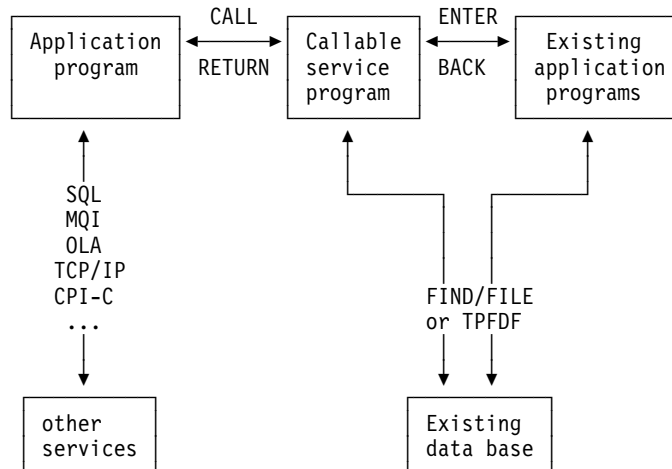 CALL
ENTER
Application
program
RETURN
Callable
service
program
BACK
Existing
application
programs
SQL
MQI
OLA
TCP/IP
CPI-C
...
FIND/FILE
or TPFDF
other
services
Existing
data base